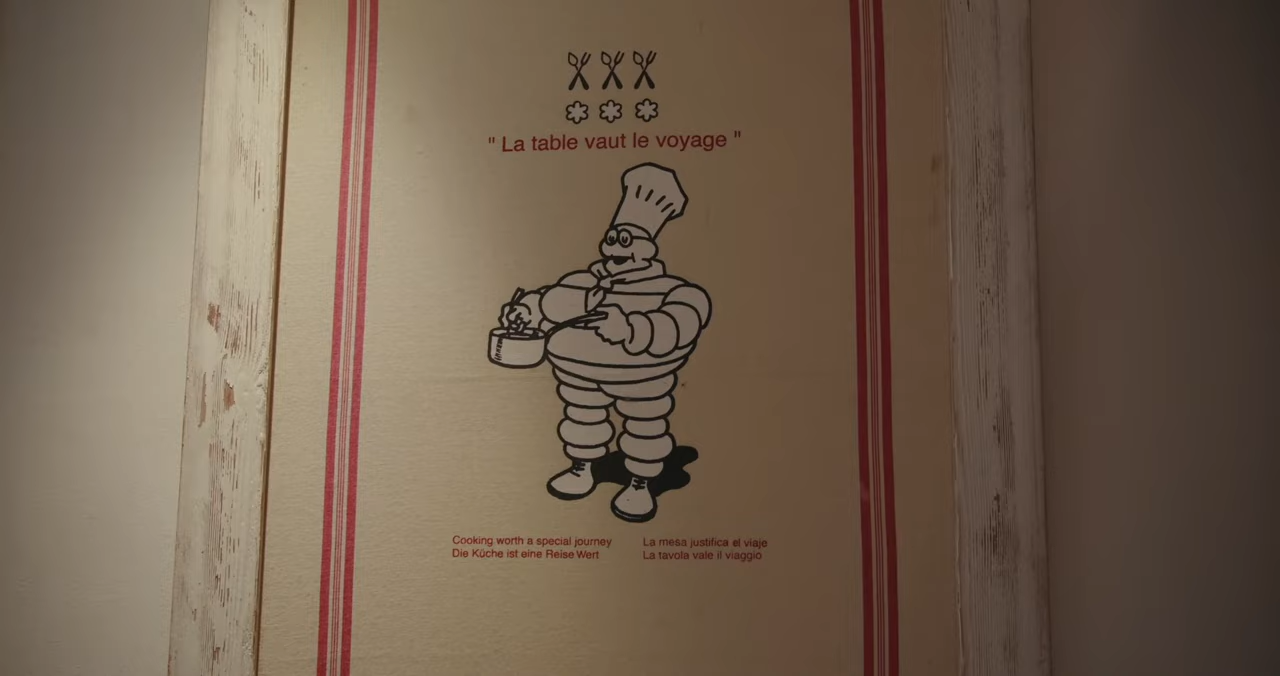 " La table vaut le voyage "
Cooking worth a special journey
Die Küche ist eine Reise Wert
La mesa justifica el viaje
La tavola vale il viaggio